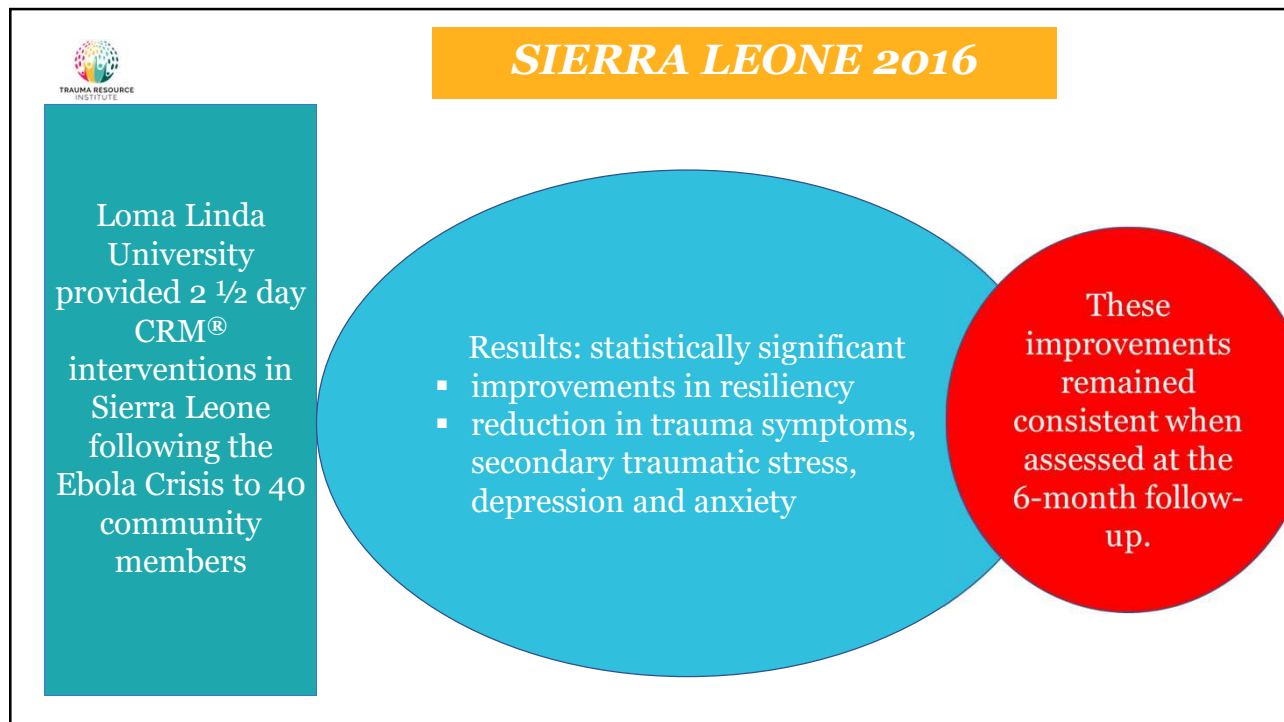 TRAUMA RESOURCE
INSTITUTE
SIERRA LEONE 2016
Loma Linda
University
provided 2 ½ day
CRM®
interventions in
Sierra Leone
following the
Ebola Crisis to 40
community
members
Results: statistically significant
▪ improvements in resiliency
▪ reduction in trauma symptoms,
secondary traumatic stress,
depression and anxiety
These
improvements
remained
consistent when
assessed at the
6-month follow-
up.